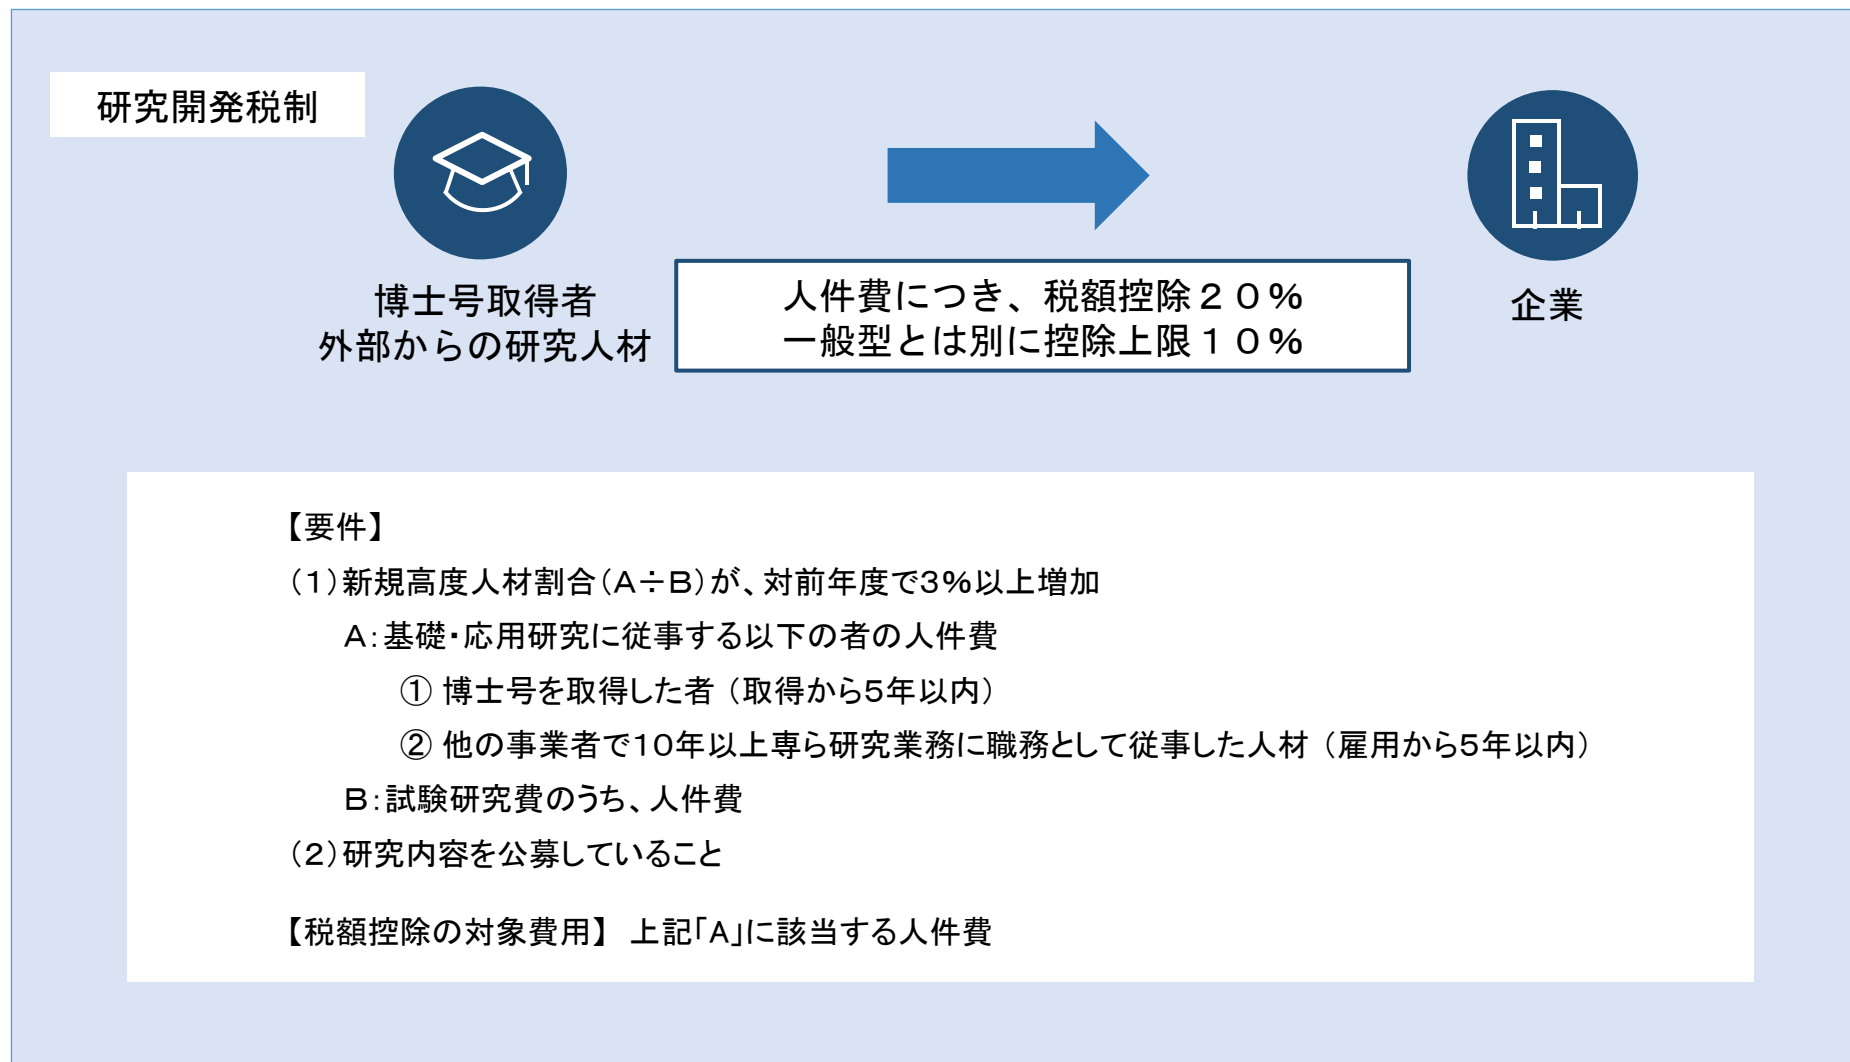 研究開発税制
博士号取得者
外部からの研究人材
人件費につき、税額控除２０％
一般型とは別に控除上限１０％
企業
【要件】
（１）新規高度人材割合（Ａ÷Ｂ）が、対前年度で3％以上増加
Ａ：基礎・応用研究に従事する以下の者の人件費
① 博士号を取得した者（取得から5年以内）
② 他の事業者で10年以上専ら研究業務に職務として従事した人材（雇用から5年以内）
Ｂ：試験研究費のうち、人件費
（２）研究内容を公募していること
【税額控除の対象費用】 上記「A」に該当する人件費